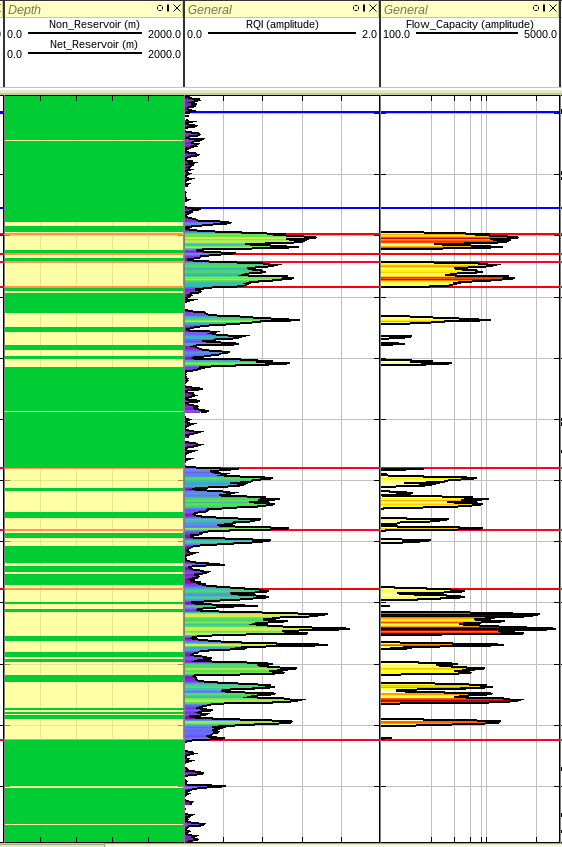 Depth
General
General
Non_Reservoir (m)
0.0 2000.0
Net_Reservoir (m)
0.0 2000.0
RQI (amplitude)
0.0 2.0
Flow_Capacity (amplitude)
100.0 5000.0